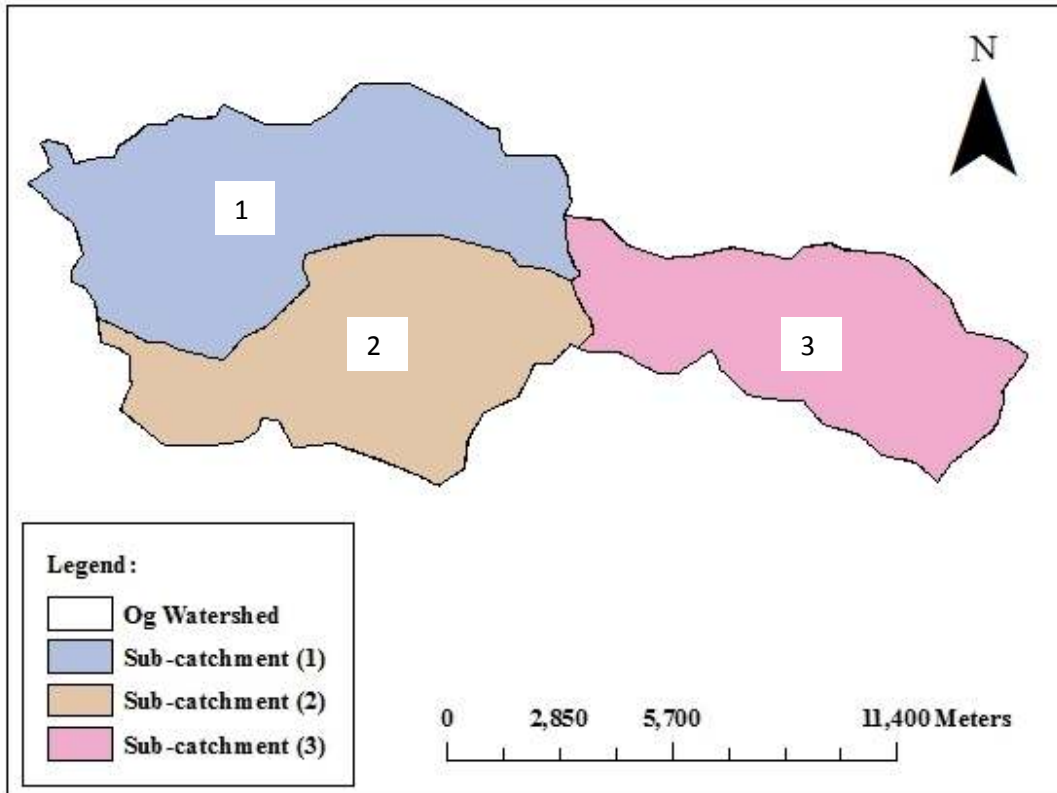 N
1
2
3
Legend :
Og Watershed
Sub-catchment (1)
Sub-catchment (2)
Sub-catchment (3)
0 2,850 5,700 11,400 Meters